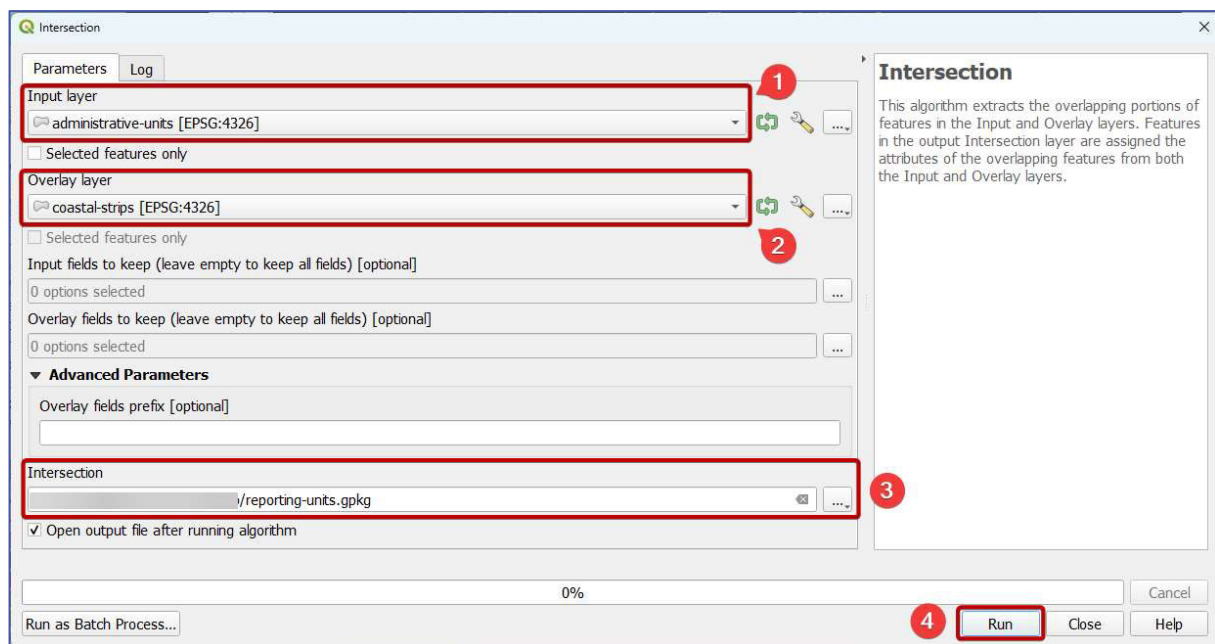 Intersection
Parameters Log
1
Input layer
administrative-units [EPSG:4326]
...
Selected features only
Overlay layer
coastal-strips [EPSG:4326]
...
Selected features only
2
Input fields to keep (leave empty to keep all fields) [optional]
0 options selected
...
Overlay fields to keep (leave empty to keep all fields) [optional]
0 options selected
...
Advanced Parameters
Overlay fields prefix [optional]
Intersection
/reporting-units.gpkg
...
3
Open output file after running algorithm
Intersection
This algorithm extracts the overlapping portions of
features in the Input and Overlay layers. Features
in the output Intersection layer are assigned the
attributes of the overlapping features from both
the Input and Overlay layers.
0%
Cancel
Run as Batch Process...
4
Run
Close
Help